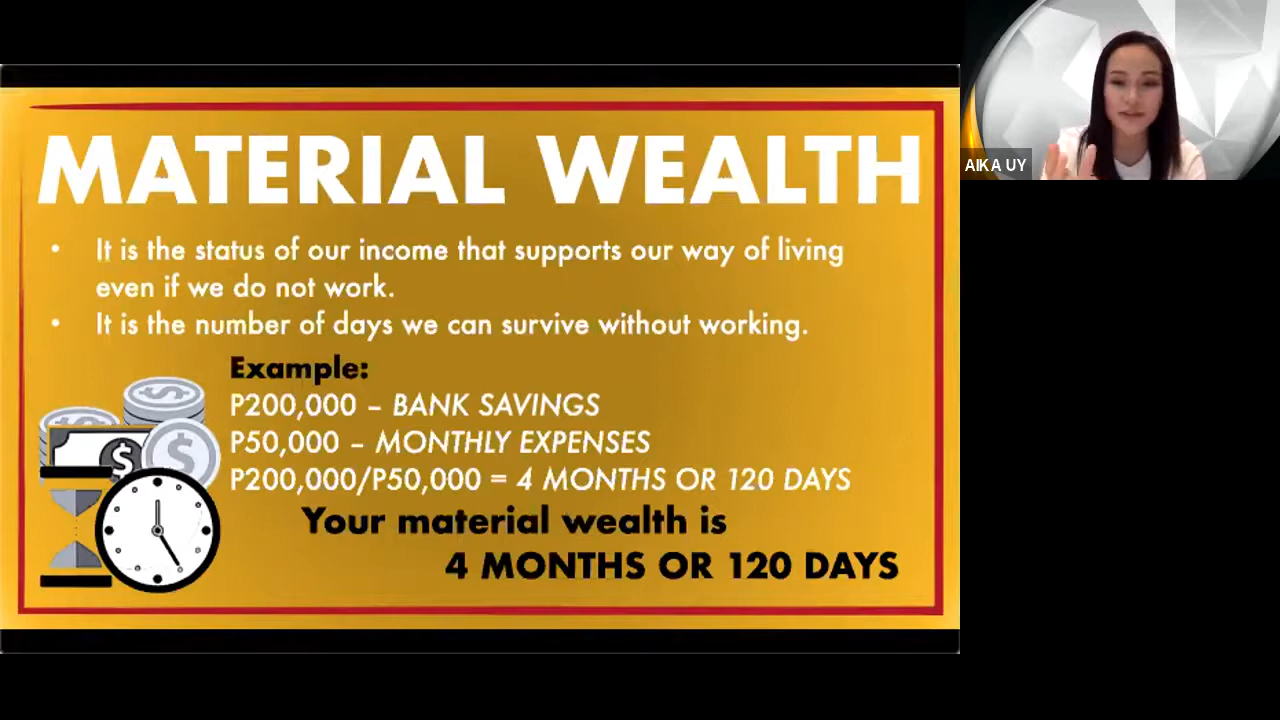 MATERIAL WEALTH
• It is the status of our income that supports our way of living
even if we do not work.
• It is the number of days we can survive without working.
Example:
P200,000 – BANK SAVINGS
P50,000 – MONTHLY EXPENSES
P200,000/P50,000 = 4 MONTHS OR 120 DAYS
Your material wealth is
4 MONTHS OR 120 DAYS
$ $
$ $
AIKA UY